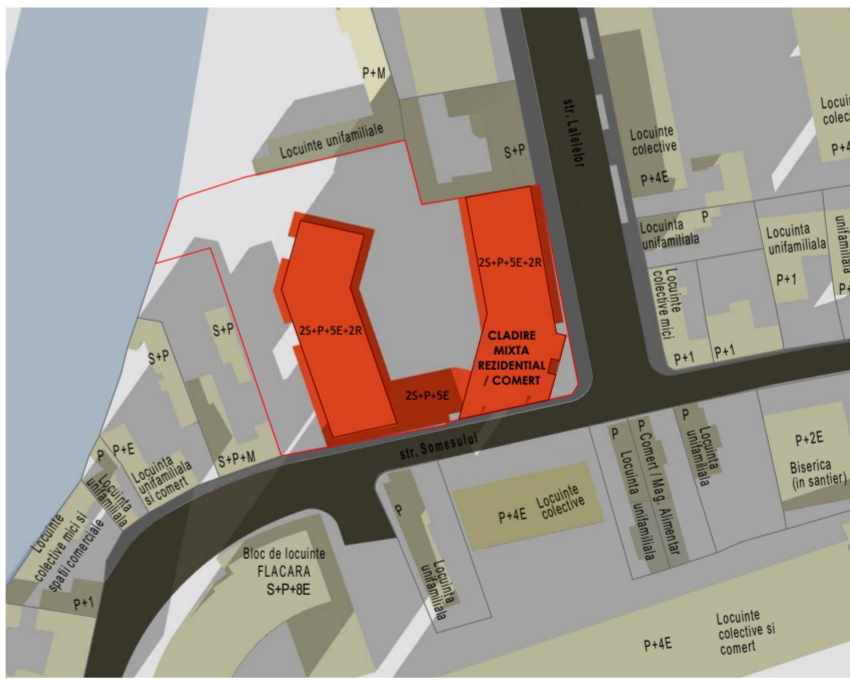 P+M
Locuinte unifamiliale
S+P
str. Lalelelor
Locuinte
colective
P+4E
P+4
Locuinta
unifamiliala
P
Locuinta
unifamiliala
P+1
unifamiliala
Locuinte
colective mici
P+1
P+1
2S+P+5E+2R
2S+P+5E+2R
CLADIRE
MIXTA
REZIDENTIAL
/ COMERT
2S+P+5E
S+P
S+P
S+P+M
P+E
P
Locuinta
unifamiliala
si comert
Locuinta
unifamiliala
Locuinte
colective mici si
spatii comerciale
P+1
str. Somesului
Bloc de locuinte
FLACARA
S+P+8E
P
Locuinta
unifamiliala
P+4E
Locuinte
colective
P
Locuinta
unifamiliala
P
Comert / Mag. Alimentar
P
Locuinta
unifamiliala
P+2E
Biserica
(in santier)
P+4E
Locuinte
colective si
comert